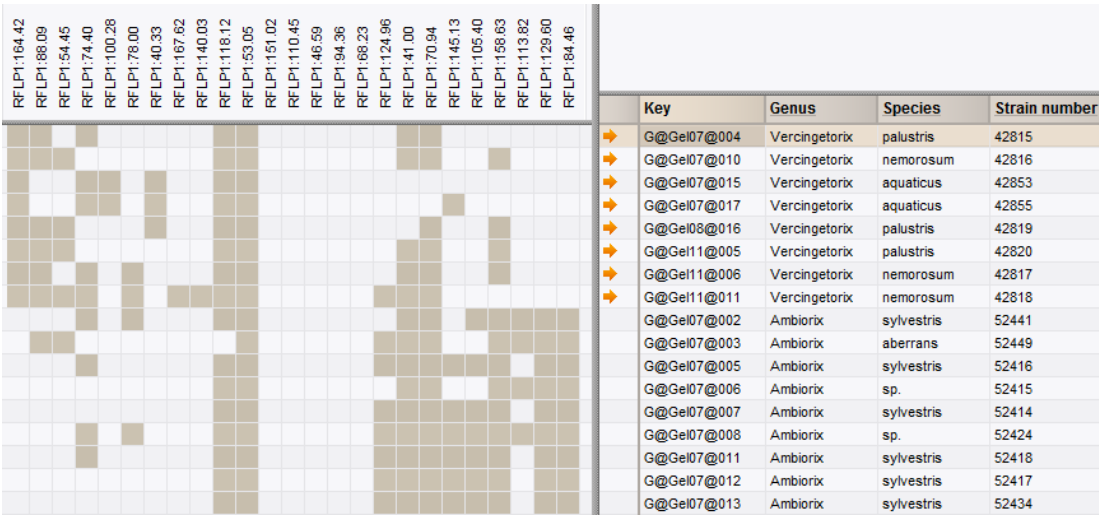 RFLP1:164.42
RFLP1:88.09
RFLP1:54.45
RFLP1:74.40
RFLP1:100.28
RFLP1:78.00
RFLP1:40.33
RFLP1:167.62
RFLP1:140.03
RFLP1:118.12
RFLP1:53.05
RFLP1:151.02
RFLP1:110.45
RFLP1:46.59
RFLP1:94.36
RFLP1:68.23
RFLP1:124.96
RFLP1:41.00
RFLP1:70.94
RFLP1:145.13
RFLP1:105.40
RFLP1:158.63
RFLP1:113.82
RFLP1:129.60
RFLP1:84.46
Key Genus Species Strain number
G@Gel07@004 Vercingetorix palustris 42815
G@Gel07@010 Vercingetorix nemorosum 42816
G@Gel07@015 Vercingetorix aquaticus 42853
G@Gel07@017 Vercingetorix aquaticus 42855
G@Gel08@016 Vercingetorix palustris 42819
G@Gel11@005 Vercingetorix palustris 42820
G@Gel11@006 Vercingetorix nemorosum 42817
G@Gel11@011 Vercingetorix nemorosum 42818
G@Gel07@002 Ambiorix sylvestris 52441
G@Gel07@003 Ambiorix aberrans 52449
G@Gel07@005 Ambiorix sylvestris 52416
G@Gel07@006 Ambiorix sp. 52415
G@Gel07@007 Ambiorix sylvestris 52414
G@Gel07@008 Ambiorix sp. 52424
G@Gel07@011 Ambiorix sylvestris 52418
G@Gel07@012 Ambiorix sylvestris 52417
G@Gel07@013 Ambiorix sylvestris 52434